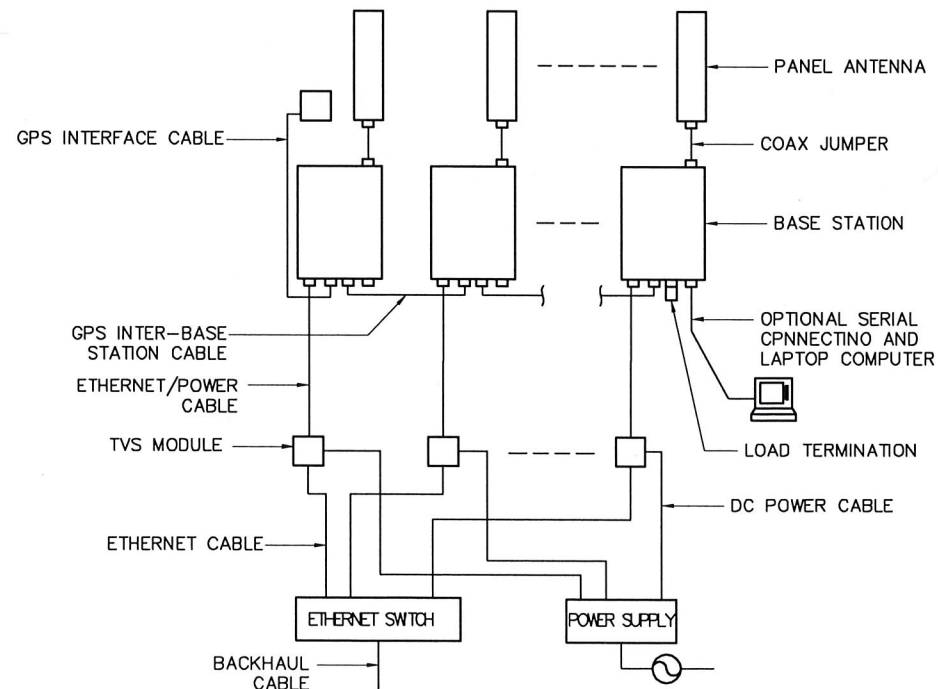 PANEL ANTENNA
GPS INTERFACE CABLE
COAX JUMPER
BASE STATION
GPS INTER-BASE
STATION CABLE
OPTIONAL SERIAL
CPNNECTINO AND
LAPTOP COMPUTER
ETHERNET/POWER
CABLE
TVS MODULE
LOAD TERMINATION
DC POWER CABLE
ETHERNET CABLE
ETHERNET SWTCH
POWER SUPPLY
BACKHAUL
CABLE